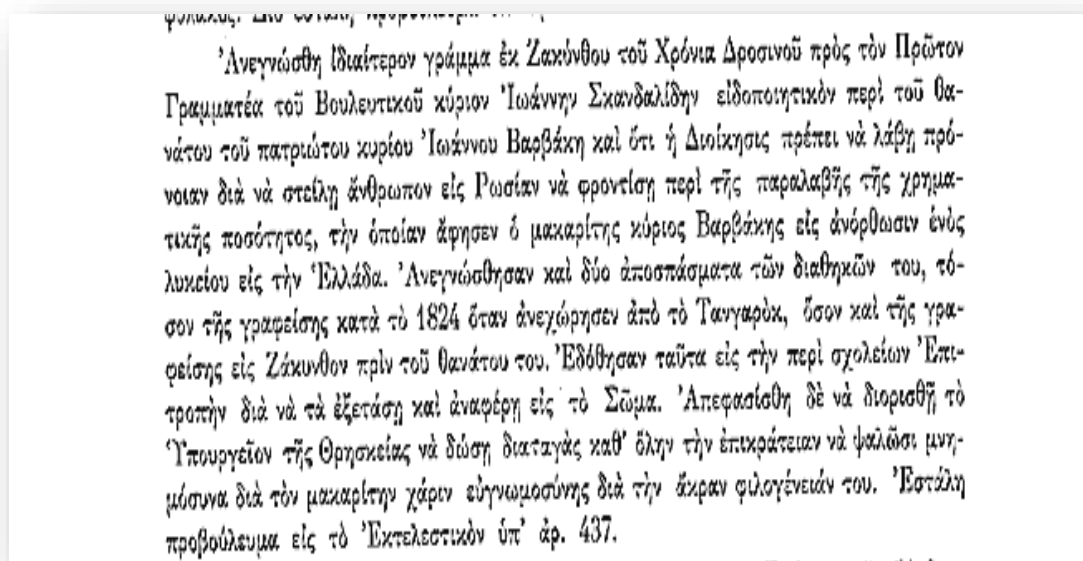 Ἀνεγνώσθη ἰδιαίτερον γράμμα ἐκ Ζακύνθου τοῦ Χρόνια Δροσινοῦ πρὸς τὸν Πρῶτον
Γραμματέα τοῦ Βουλευτικοῦ κύριον Ἰωάννην Σκανδαλίδην εἰδοποιητικὸν περὶ τοῦ θα-
νάτου τοῦ πατριώτου κυρίου Ἰωάννου Βαρβάκη καὶ ὅτι ἡ Διοίκησις πρέπει νὰ λάβῃ πρό-
νοιαν διὰ νὰ στείλῃ ἄνθρωπον εἰς Ρωσίαν νὰ φροντίσῃ περὶ τῆς παραλαβῆς τῆς χρημα-
τικῆς ποσότητος, τὴν ὁποίαν ἄφησεν ὁ μακαρίτης κύριος Βαρβάκης εἰς ἀνόρθωσιν ἑνὸς
λυκείου εἰς τὴν Ἑλλάδα. Ἀνεγνώσθησαν καὶ δύο ἀποσπάσματα τῶν διαθηκῶν του, τό-
σον τῆς γραφείσης κατὰ τὸ 1824 ὅταν ἀνεχώρησεν ἀπὸ τὸ Τανγαρὸκ, ὅσον καὶ τῆς γρα-
φείσης εἰς Ζάκυνθον πρὶν τοῦ θανάτου του. Ἐδόθησαν ταῦτα εἰς τὴν περὶ σχολείων Ἐπι-
τροπὴν διὰ νὰ τὰ ἐξετάσῃ καὶ ἀναφέρῃ εἰς τὸ Σῶμα. Ἀπεφασίσθη δὲ νὰ διορισθῇ τὸ
Ὑπουργεῖον τῆς Θρησκείας νὰ δώσῃ διαταγὰς καθ' ὅλην τὴν ἐπικράτειαν νὰ ψαλῶσι μνη-
μόσυνα διὰ τὸν μακαρίτην χάριν εὐγνωμοσύνης διὰ τὴν ἄκραν φιλογένειάν του. Ἐστάλη
προβούλευμα εἰς τὸ Ἐκτελεστικὸν ὑπ' ἀρ. 437.